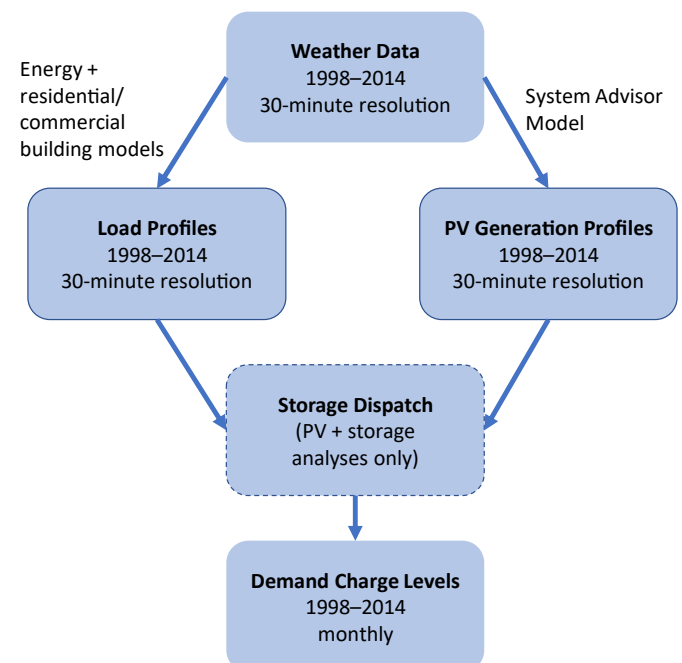 Weather Data
1998–2014
30-minute resolution
Energy +
residential/
commercial
building models
System Advisor
Model
Load Profiles
1998–2014
30-minute resolution
PV Generation Profiles
1998–2014
30-minute resolution
Storage Dispatch
(PV + storage
analyses only)
Demand Charge Levels
1998–2014
monthly